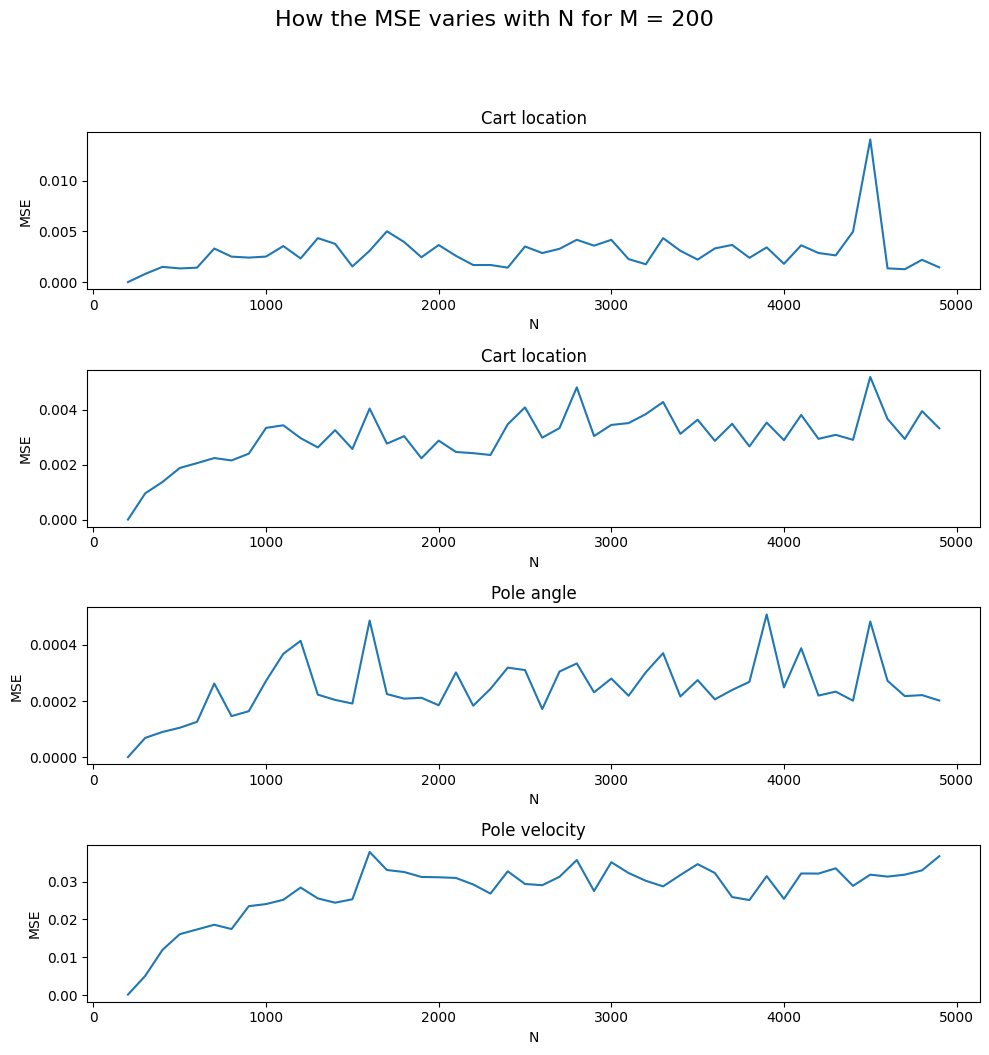 How the MSE varies with N for M = 200
Cart location
0.010
0.005
0.000
MSE
0 1000 2000 3000 4000 5000
N
Cart location
0.004
0.002
0.000
MSE
0 1000 2000 3000 4000 5000
N
Pole angle
0.0004
0.0002
0.0000
MSE
0 1000 2000 3000 4000 5000
N
Pole velocity
0.03
0.02
0.01
0.00
MSE
0 1000 2000 3000 4000 5000
N